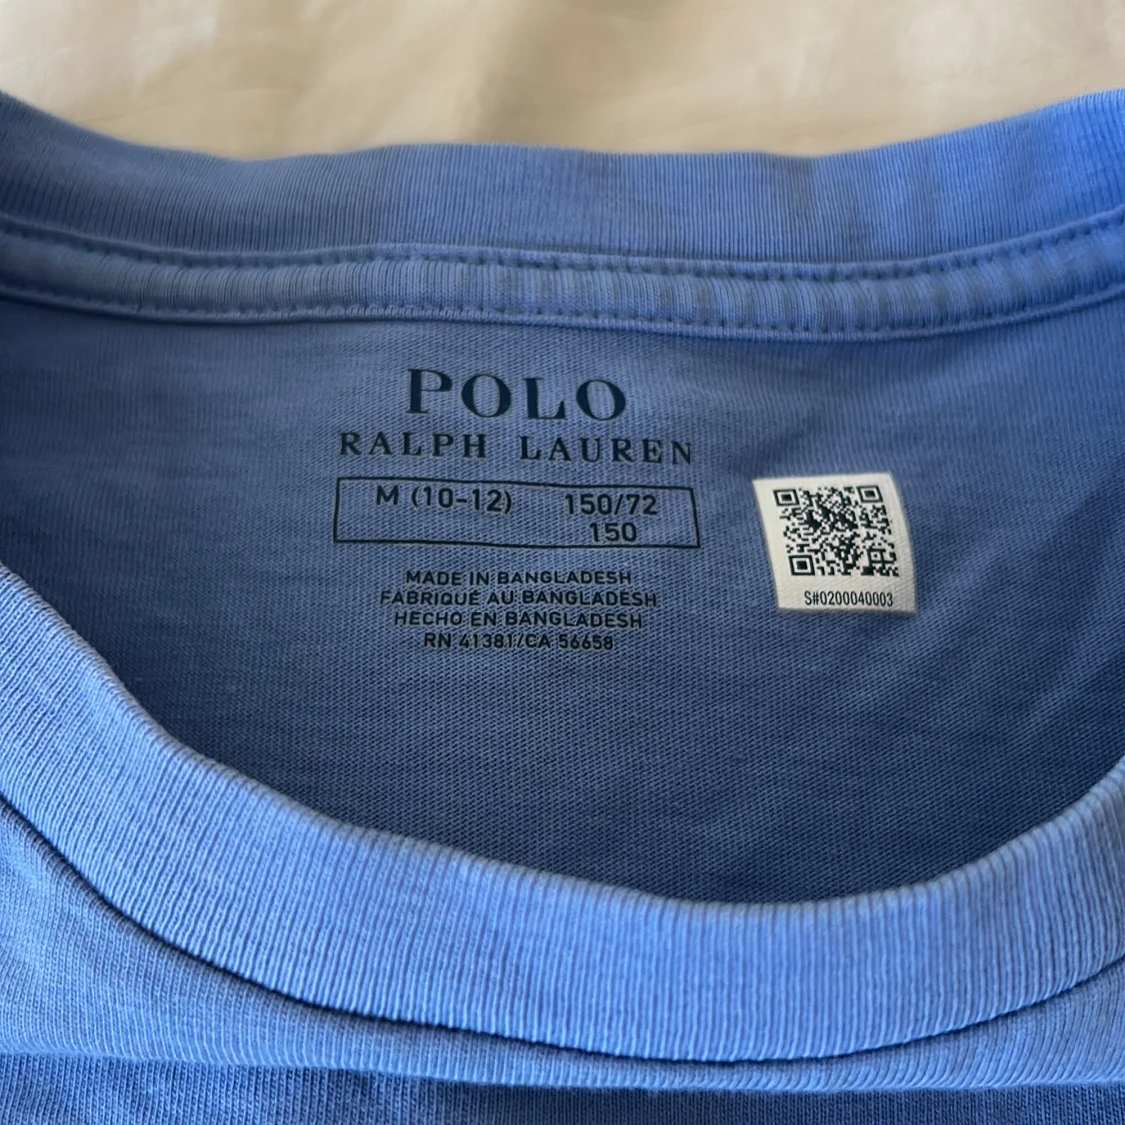 POLO
RALPH LAUREN
M (10-12) 150/72
150
MADE IN BANGLADESH
FABRIQUÉ AU BANGLADESH
HECHO EN BANGLADESH
RN 41381/CA 56658
S#0200040003